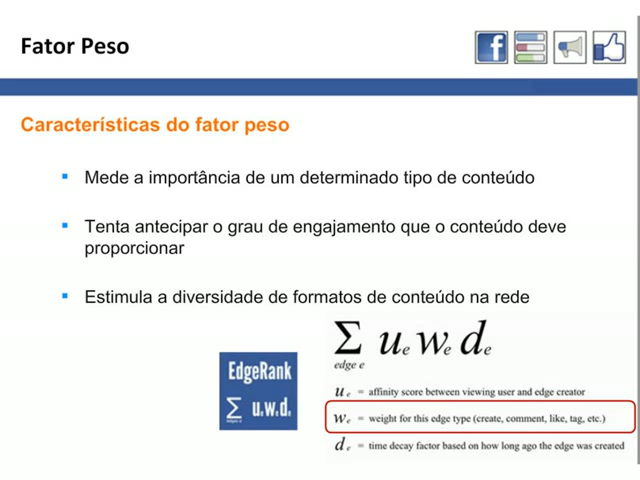 Fator Peso
f
Características do fator peso
Mede a importância de um determinado tipo de conteúdo
Tenta antecipar o grau de engajamento que o conteúdo deve
proporcionar
Estimula a diversidade de formatos de conteúdo na rede
EdgeRank
∑ u.w.d.
edges e
∑ uₑ wₑ dₑ
edge e
uₑ = affinity score between viewing user and edge creator
wₑ = weight for this edge type (create, comment, like, tag, etc.)
dₑ = time decay factor based on how long ago the edge was created